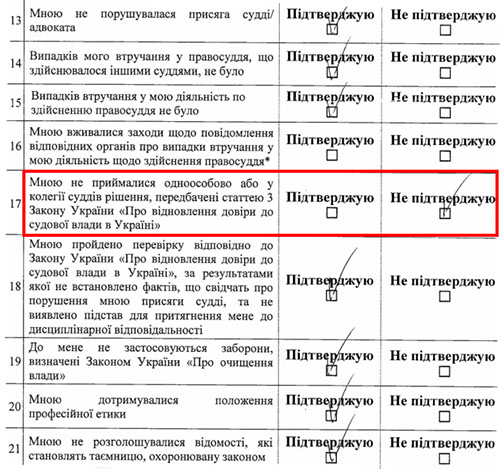 13 Мною не порушувалася присяга судді/ Підтверджую Не підтверджую
адвоката
14 Випадків мого втручання у правосуддя, що Підтверджую Не підтверджую
здійснювалося іншими суддями, не було
15 Випадків втручання у мою діяльність по Підтверджую Не підтверджую
здійсненню правосуддя не було
16 Мною вживалися заходи щодо повідомлення Підтверджую Не підтверджую
відповідних органів про випадки втручання у
мою діяльність щодо здійснення правосуддя*
17 Мною не приймалися одноособово або у Підтверджую Не підтверджую
колегії суддів рішення, передбачені статтею 3
Закону України «Про відновлення довіри до
судової влади в Україні»
18 Мною пройдено перевірку відповідно до Підтверджую Не підтверджую
Закону України «Про відновлення довіри до
судової влади в Україні», за результатами
якої не встановлено фактів, що свідчать про
порушення мною присяги судді, та не
виявлено підстав для притягнення мене до
дисциплінарної відповідальності
19 До мене не застосовуються заборони, Підтверджую Не підтверджую
визначені Законом України «Про очищення
влади»
20 Мною дотримувалися положення Підтверджую Не підтверджую
професійної етики
21 Мною не розголошувалися відомості, які Підтверджую Не підтверджую
становлять таємницю, охоронювану законом